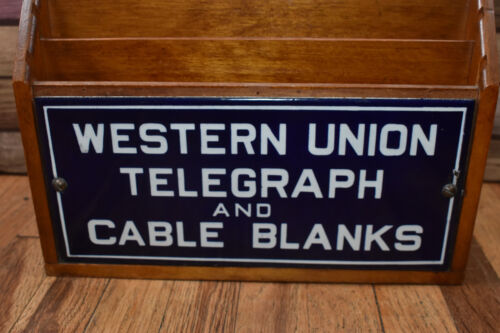 WESTERN UNION
TELEGRAPH
AND
CABLE BLANKS